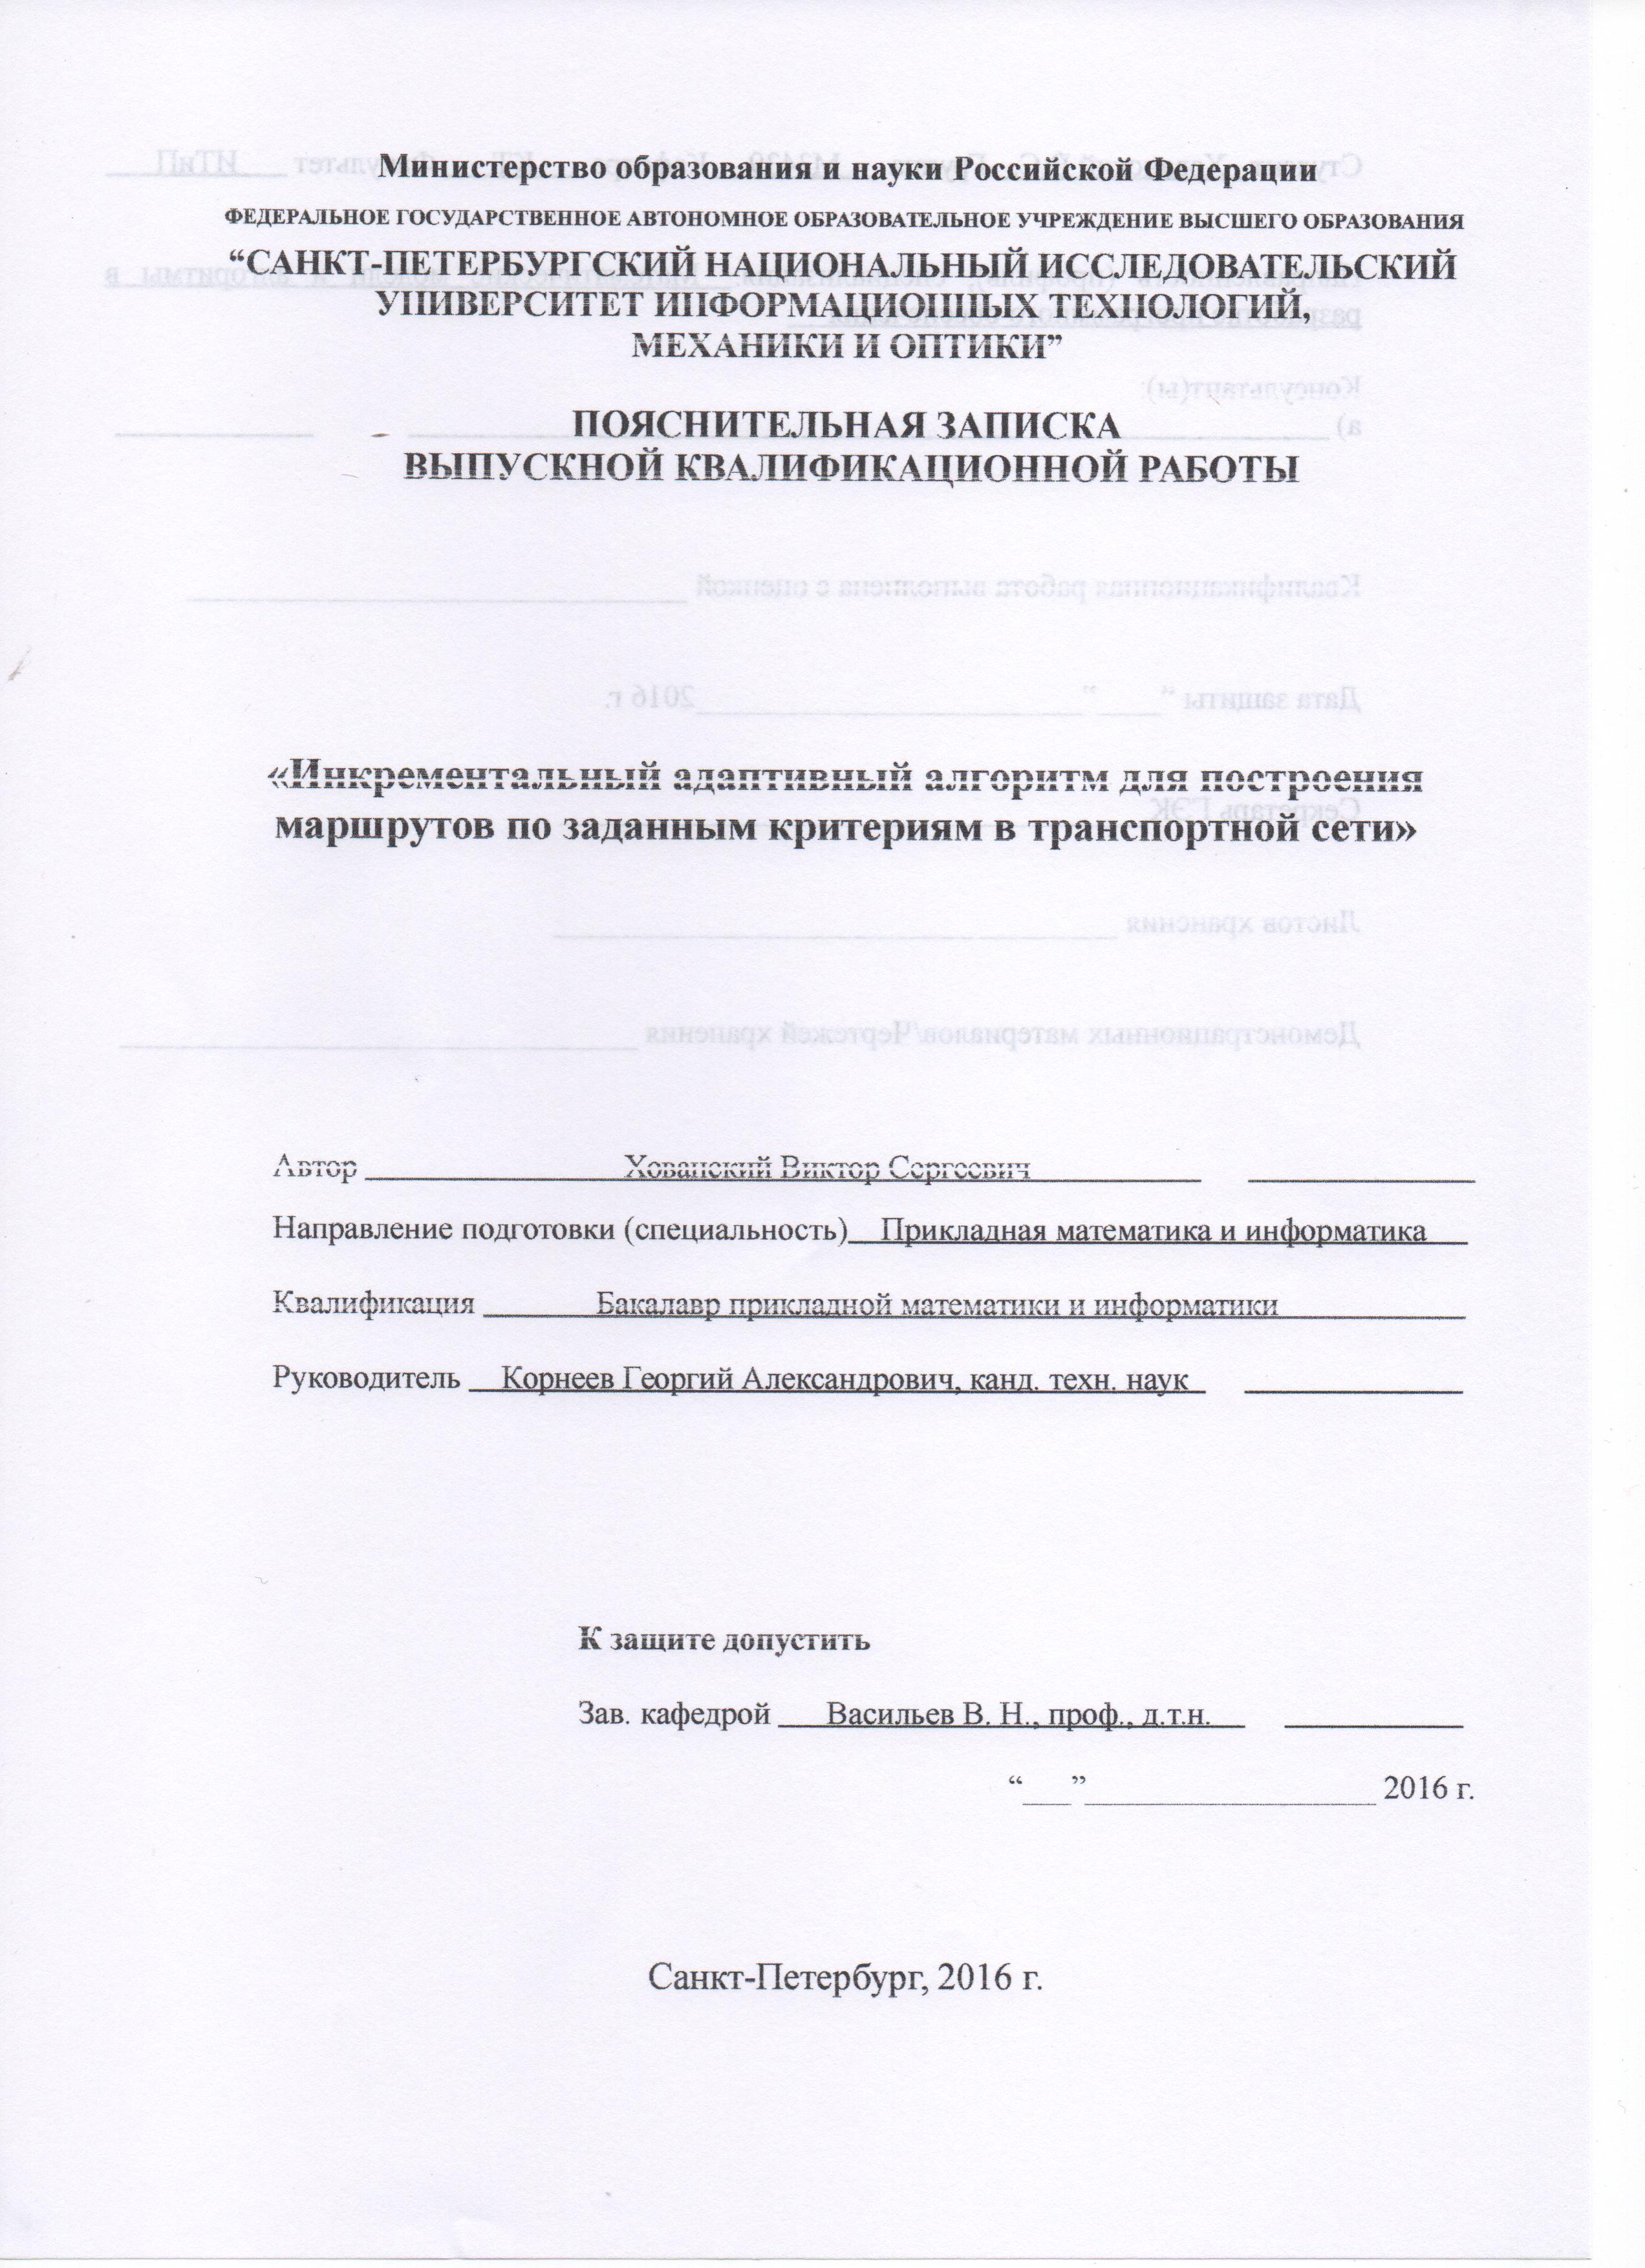 Министерство образования и науки Российской Федерации
ФЕДЕРАЛЬНОЕ ГОСУДАРСТВЕННОЕ АВТОНОМНОЕ ОБРАЗОВАТЕЛЬНОЕ УЧРЕЖДЕНИЕ ВЫСШЕГО ОБРАЗОВАНИЯ
“САНКТ-ПЕТЕРБУРГСКИЙ НАЦИОНАЛЬНЫЙ ИССЛЕДОВАТЕЛЬСКИЙ
УНИВЕРСИТЕТ ИНФОРМАЦИОННЫХ ТЕХНОЛОГИЙ,
МЕХАНИКИ И ОПТИКИ”
ПОЯСНИТЕЛЬНАЯ ЗАПИСКА
ВЫПУСКНОЙ КВАЛИФИКАЦИОННОЙ РАБОТЫ
«Инкрементальный адаптивный алгоритм для построения
маршрутов по заданным критериям в транспортной сети»
Автор Хованский Виктор Сергеевич
Направление подготовки (специальность) Прикладная математика и информатика
Квалификация Бакалавр прикладной математики и информатики
Руководитель Корнеев Георгий Александрович, канд. техн. наук
К защите допустить
Зав. кафедрой Васильев В. Н., проф., д.т.н.
“___”__________________ 2016 г.
Санкт-Петербург, 2016 г.